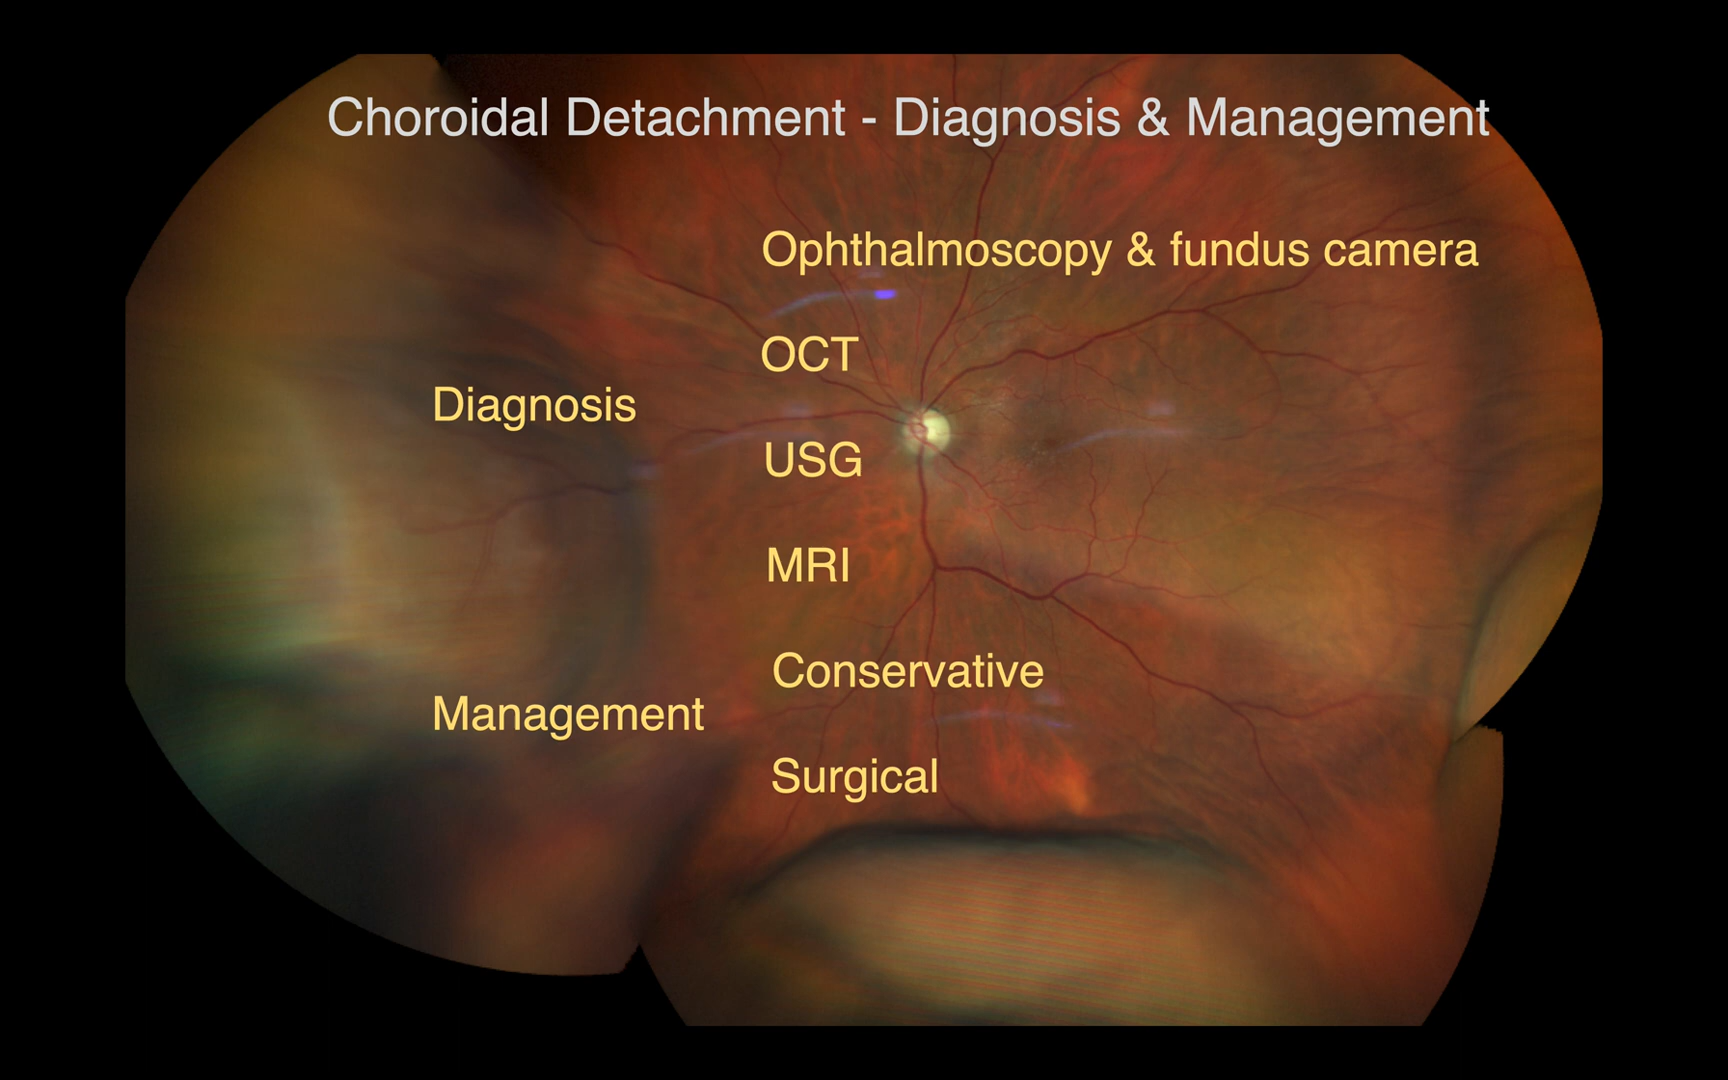 Choroidal Detachment - Diagnosis & Management
Ophthalmoscopy & fundus camera
OCT
Diagnosis
USG
MRI
Conservative
Management
Surgical